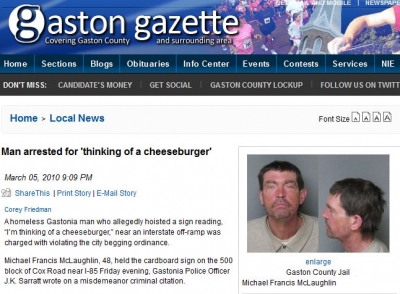 AND MOBILE | NEWSPAPE
gaston gazette
Covering Gaston County and surrounding area
Home Sections Blogs Obituaries Info Center Events Contests Services NIE
DON'T MISS: CANDIDATE'S MONEY GET SOCIAL GASTON COUNTY LOCKUP FOLLOW US ON TWITT
Home > Local News
Font Size A A A A
Man arrested for 'thinking of a cheeseburger'
March 05, 2010 9:09 PM
ShareThis | Print Story | E-Mail Story
Corey Friedman
A homeless Gastonia man who allegedly hoisted a sign reading,
"I'm thinking of a cheeseburger," near an interstate off-ramp was
charged with violating the city begging ordinance.
Michael Francis McLaughlin, 48, held the cardboard sign on the 500
block of Cox Road near I-85 Friday evening, Gastonia Police Officer
J.K. Sarratt wrote on a misdemeanor criminal citation.
enlarge
Gaston County Jail
Michael Francis McLaughlin